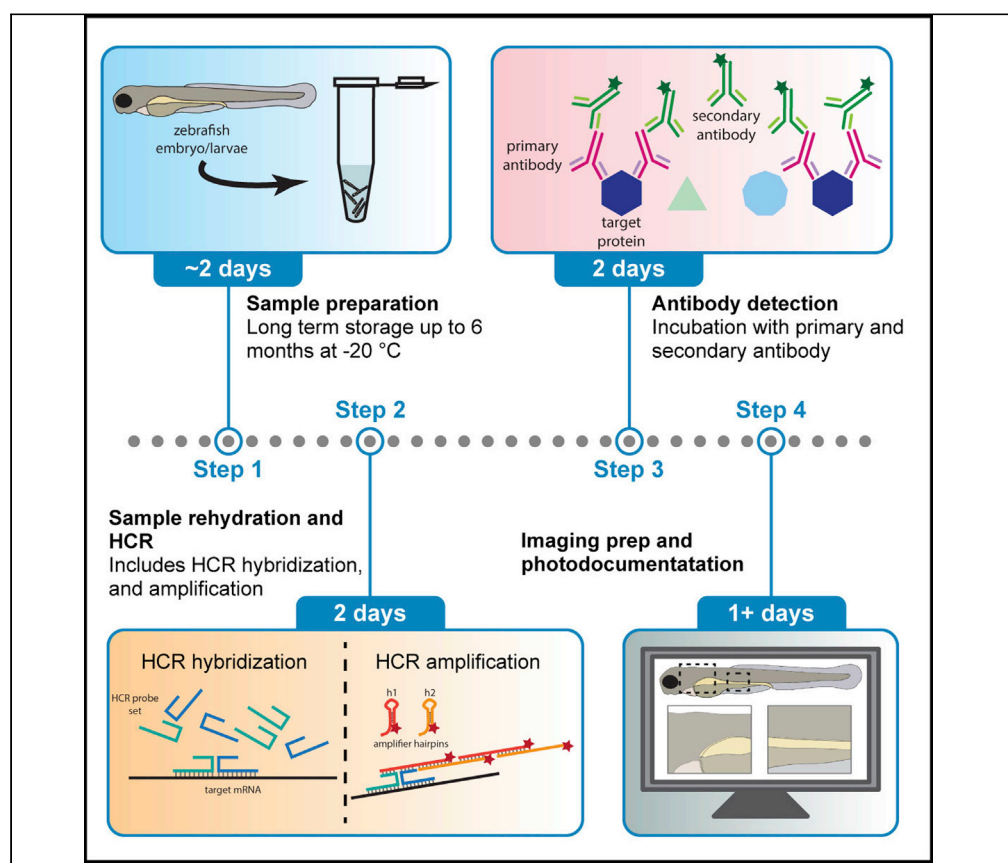 zebrafish
embryo/larvae
~2 days
Sample preparation
Long term storage up to 6
months at -20 °C
primary
antibody
secondary
antibody
target
protein
2 days
Antibody detection
Incubation with primary and
secondary antibody
Step 1
Step 2
Step 3
Step 4
Sample rehydration and
HCR
Includes HCR hybridization,
and amplification
2 days
HCR hybridization
HCR probe
set
target mRNA
HCR amplification
h1 h2
amplifier hairpins
Imaging prep and
photodocumentatation
1+ days